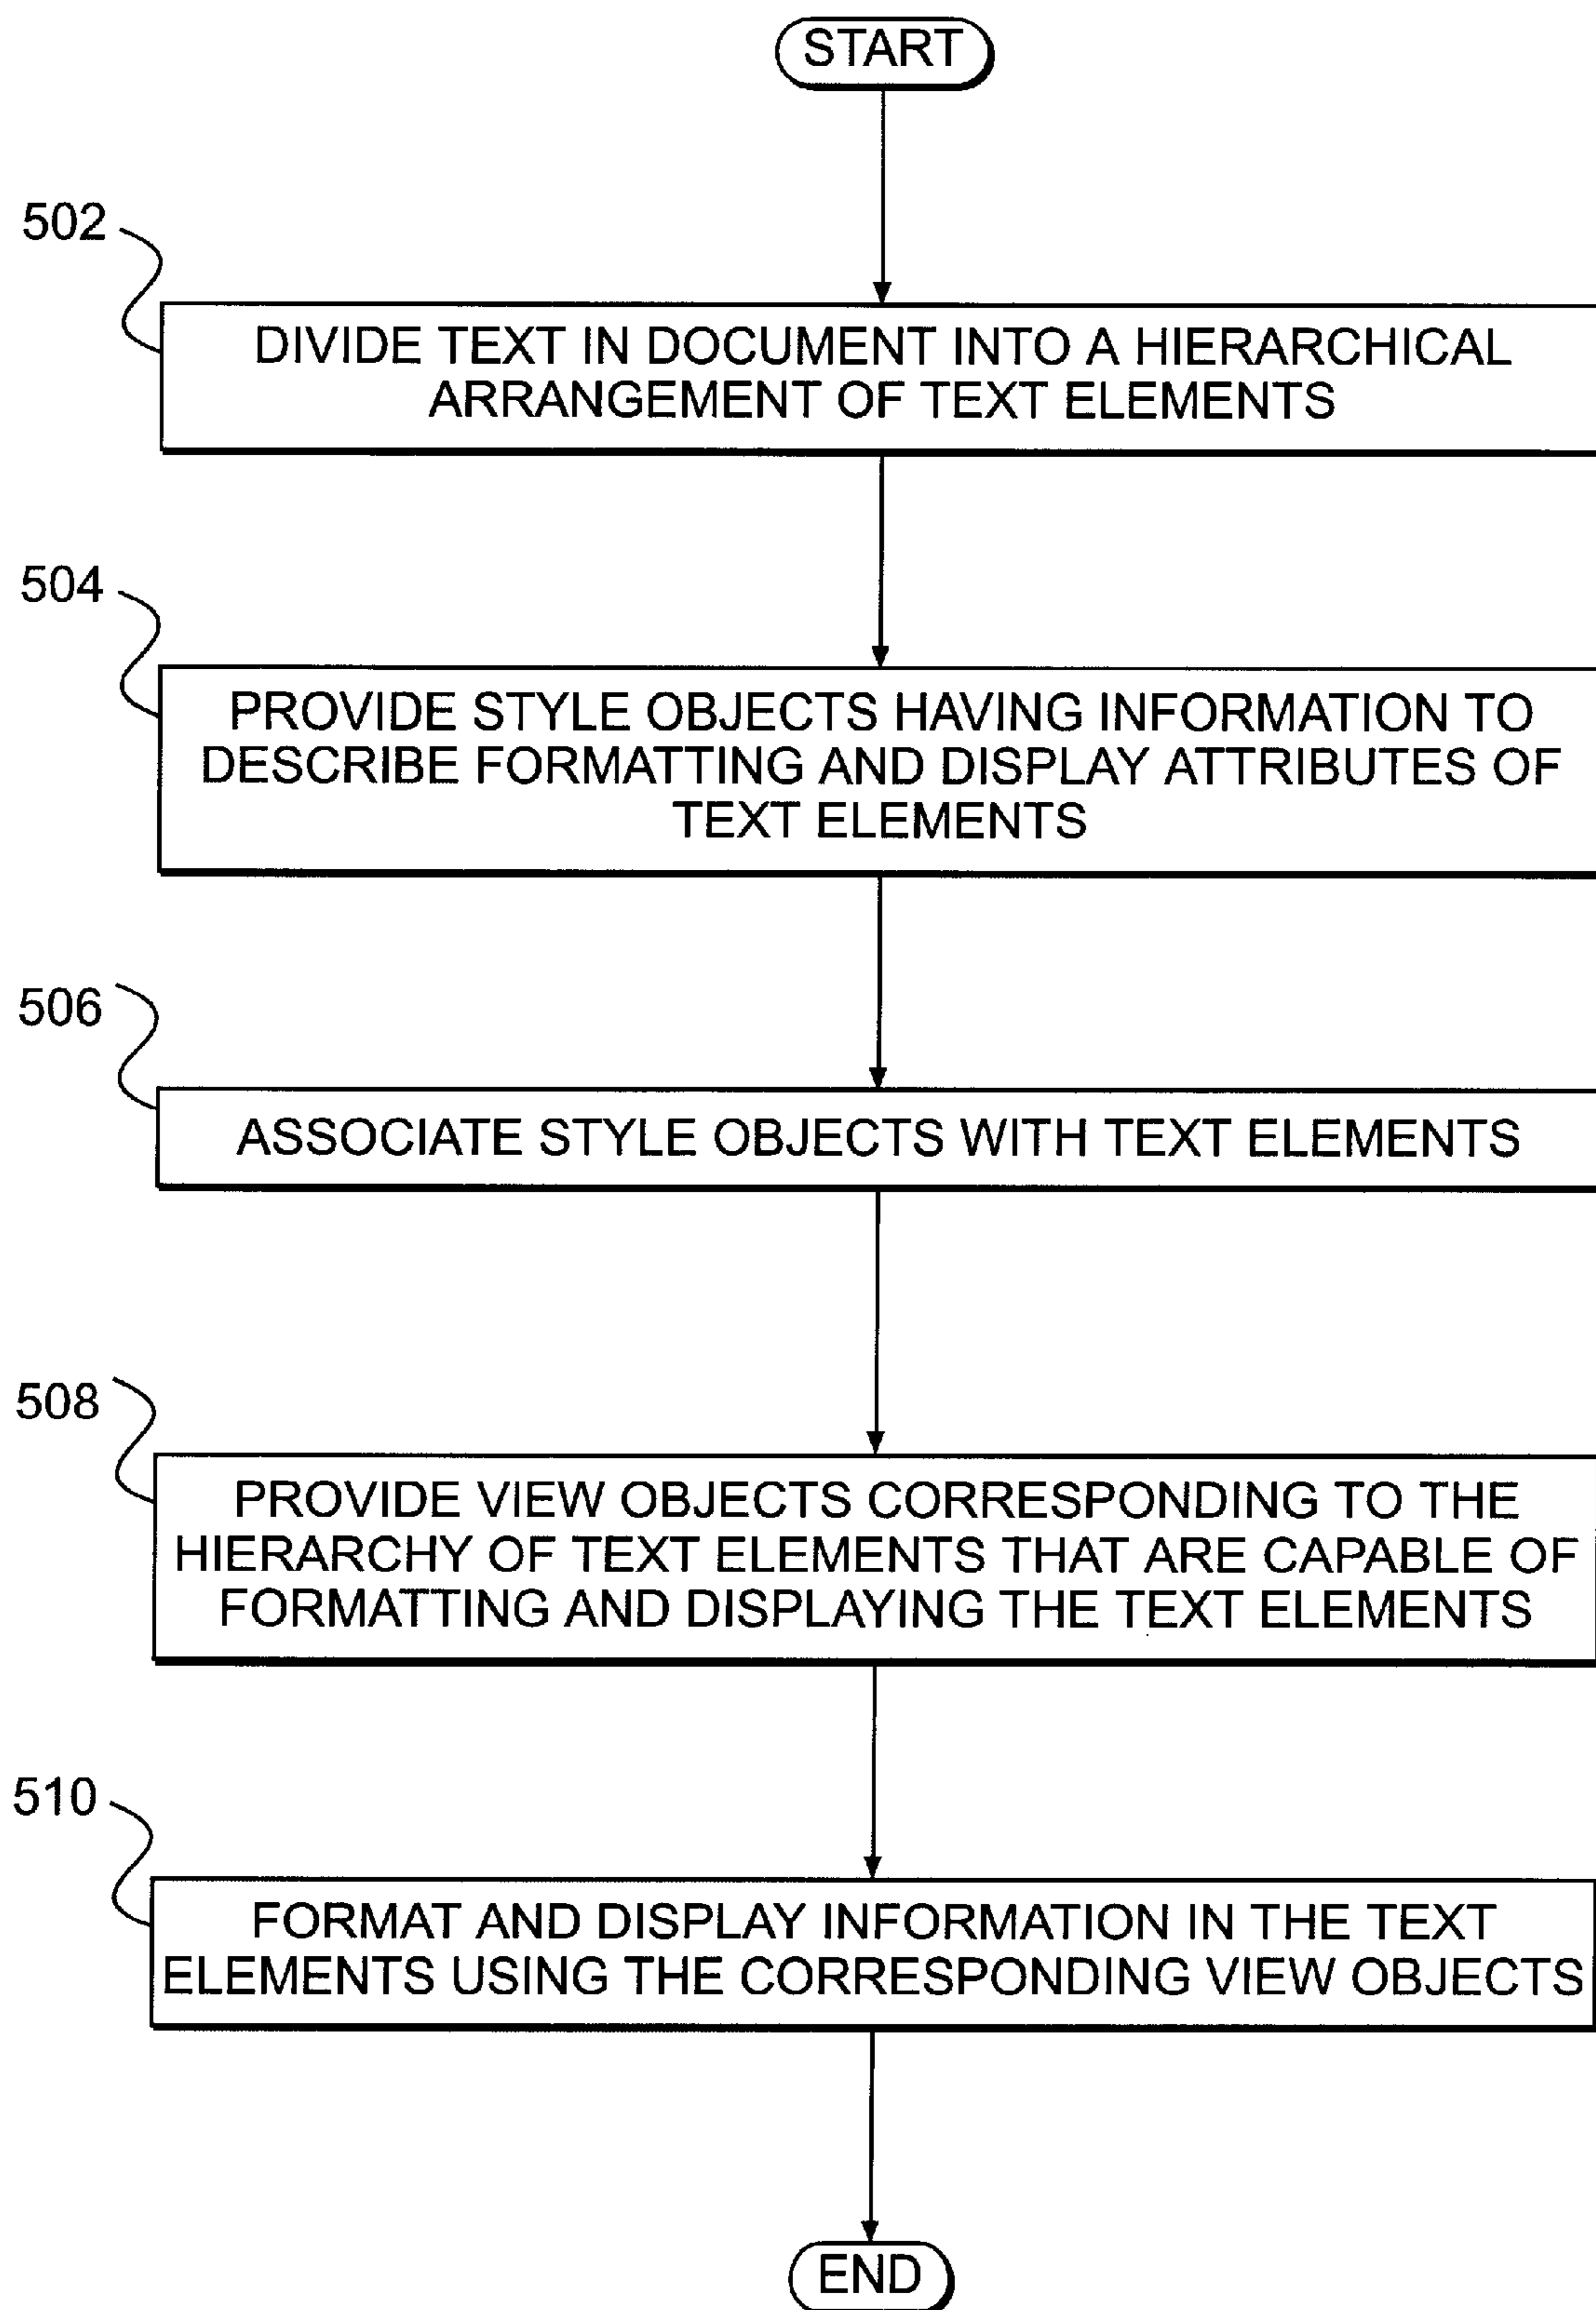 START
502
DIVIDE TEXT IN DOCUMENT INTO A HIERARCHICAL
ARRANGEMENT OF TEXT ELEMENTS
504
PROVIDE STYLE OBJECTS HAVING INFORMATION TO
DESCRIBE FORMATTING AND DISPLAY ATTRIBUTES OF
TEXT ELEMENTS
506
ASSOCIATE STYLE OBJECTS WITH TEXT ELEMENTS
508
PROVIDE VIEW OBJECTS CORRESPONDING TO THE
HIERARCHY OF TEXT ELEMENTS THAT ARE CAPABLE OF
FORMATTING AND DISPLAYING THE TEXT ELEMENTS
510
FORMAT AND DISPLAY INFORMATION IN THE TEXT
ELEMENTS USING THE CORRESPONDING VIEW OBJECTS
END